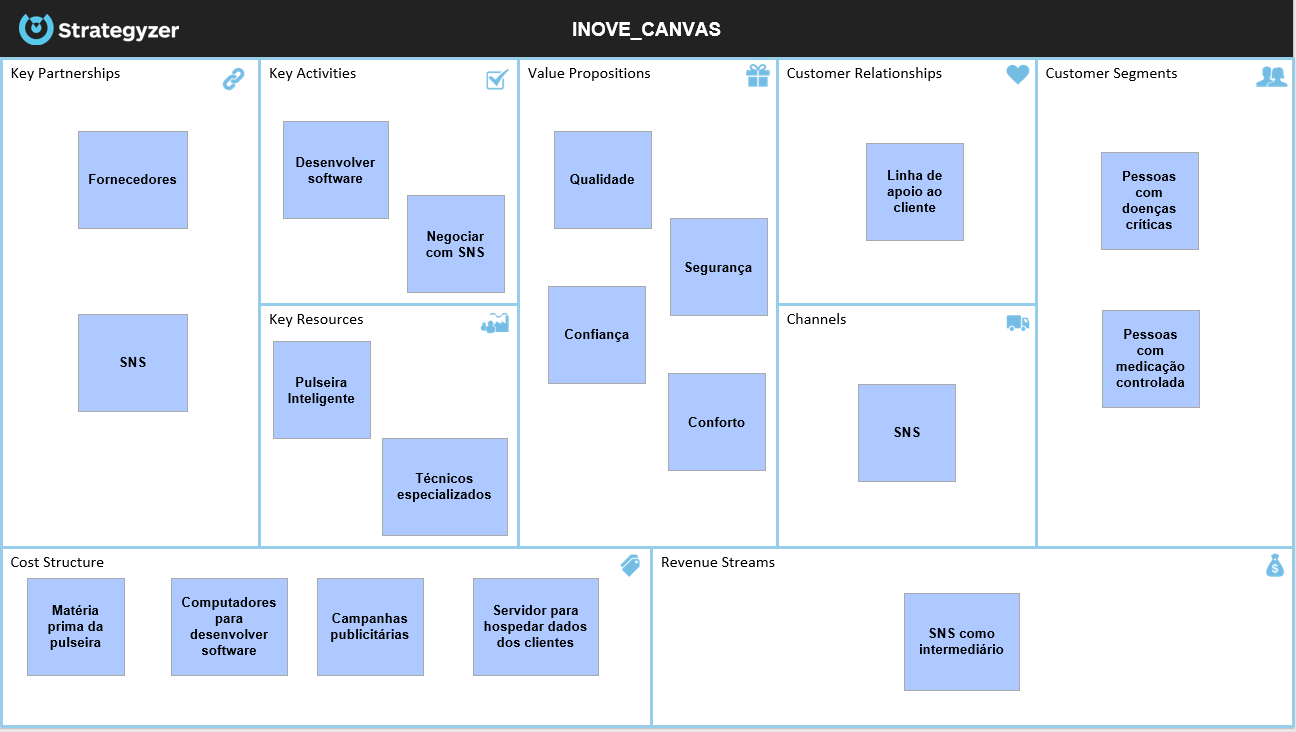 Strategyzer
INOVE_CANVAS
Key Partnerships
Fornecedores
SNS
Key Activities
Desenvolver
software
Negociar
com SNS
Key Resources
Pulseira
Inteligente
Técnicos
especializados
Value Propositions
Qualidade
Segurança
Confiança
Conforto
Customer Relationships
Linha de
apoio ao
cliente
Channels
SNS
Customer Segments
Pessoas
com
doenças
críticas
Pessoas
com
medicação
controlada
Cost Structure
Matéria
prima da
pulseira
Computadores
para
desenvolver
software
Campanhas
publicitárias
Servidor para
hospedar dados
dos clientes
Revenue Streams
$
SNS como
intermediário